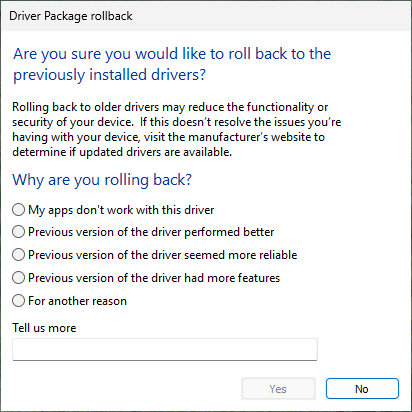 Driver Package rollback
Are you sure you would like to roll back to the
previously installed drivers?
Rolling back to older drivers may reduce the functionality or
security of your device.  If this doesn't resolve the issues you're
having with your device, visit the manufacturer's website to
determine if updated drivers are available.
Why are you rolling back?
My apps don't work with this driver
Previous version of the driver performed better
Previous version of the driver seemed more reliable
Previous version of the driver had more features
For another reason
Tell us more
Yes No